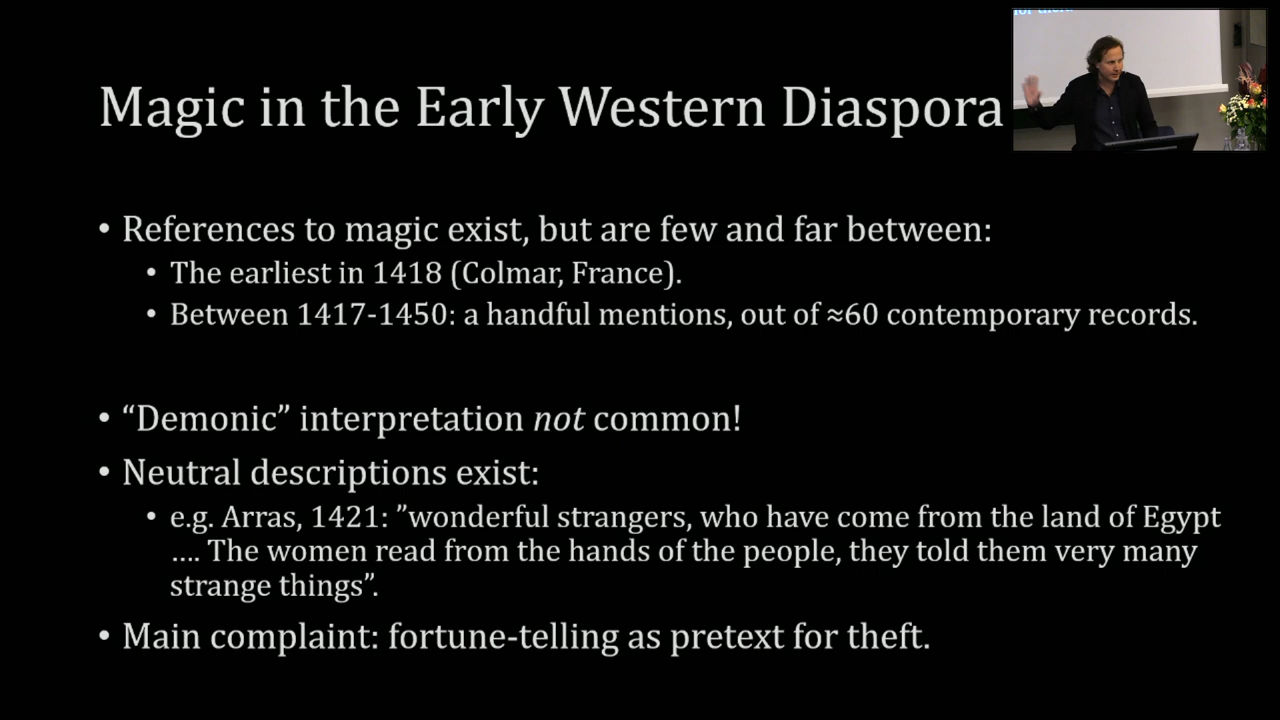 Magic in the Early Western Diaspora
• References to magic exist, but are few and far between:
• The earliest in 1418 (Colmar, France).
• Between 1417-1450: a handful mentions, out of ≈60 contemporary records.
• “Demonic” interpretation not common!
• Neutral descriptions exist:
• e.g. Arras, 1421: ”wonderful strangers, who have come from the land of Egypt
…. The women read from the hands of the people, they told them very many
strange things”.
• Main complaint: fortune-telling as pretext for theft.